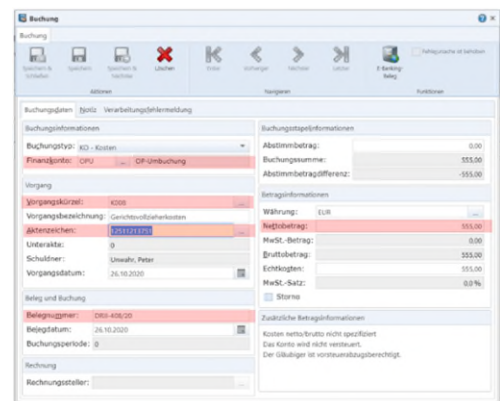 Buchung
Buchung
Speichern & Schließen
Speichern
Speichern & Nächster
Löschen
Erster
Vorheriger
Nächster
Letzter
E-Banking-Beleg
Fehlerursache ist behoben
Aktionen
Navigieren
Funktionen
Buchungsdaten Notiz Verarbeitungsfehlermeldung
Buchungsinformationen
Buchungstyp: KO - Kosten
Finanzkonto: OPU ... OP-Umbuchung
Vorgang
Vorgangskürzel: K008 ...
Vorgangsbezeichnung: Gerichtsvollzieherkosten
Aktenzeichen:
Unterakte: 0
Schuldner: Unwahr, Peter
Vorgangsdatum: 26.10.2020
Beleg und Buchung
Belegnummer: DRII-408/20
Belegdatum: 26.10.2020
Buchungsperiode: 0
Rechnung
Rechnungssteller: ...
Buchungsstapelinformationen
Abstimmbetrag: 0,00
Buchungssumme: 555,00
Abstimmbetragdifferenz: -555,00
Betragsinformationen
Währung: EUR ...
Nettobetrag: 555,00
MwSt.-Betrag: 0,00
Bruttobetrag: 555,00
Echtkosten: 555,00
MwSt.-Satz: 0,0 %
Storno
Zusätzliche Betragsinformationen
Kosten netto/brutto nicht spezifiziert
Das Konto wird nicht versteuert.
Der Gläubiger ist vorsteuerabzugsberechtigt.